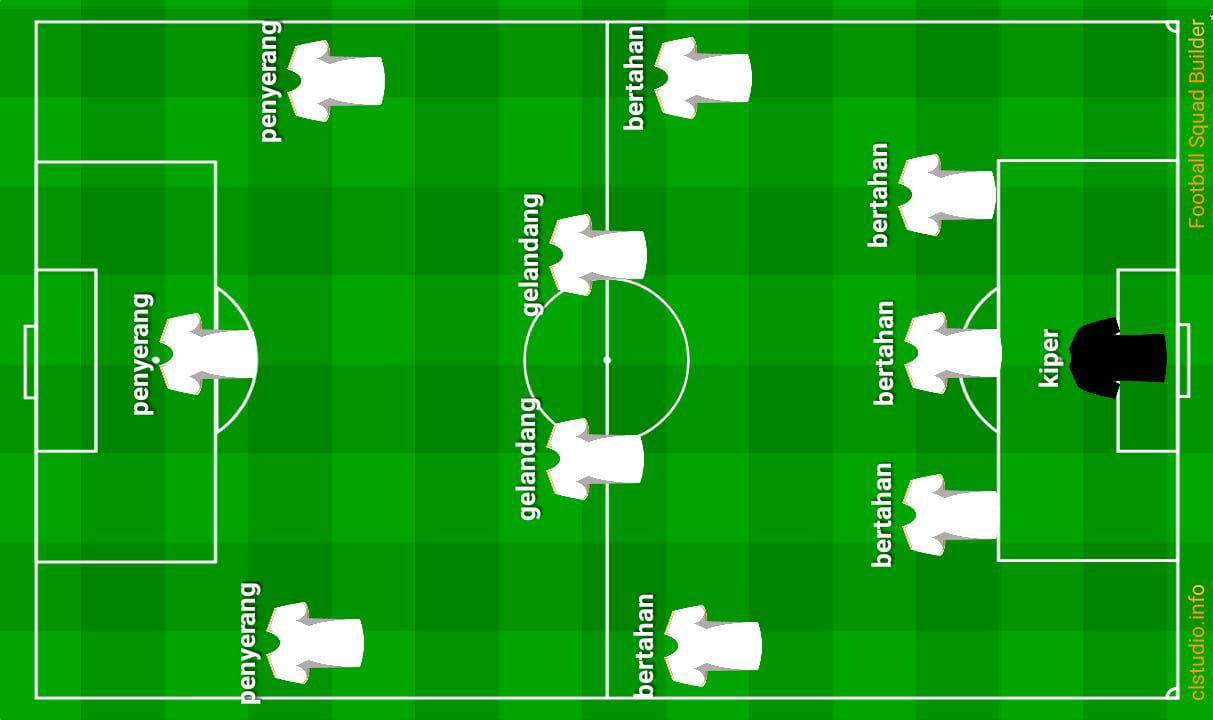 penyerang
penyerang
penyerang
gelandang
gelandang
bertahan
bertahan
bertahan
bertahan
bertahan
kiper
clstudio.info
Football Squad Builder